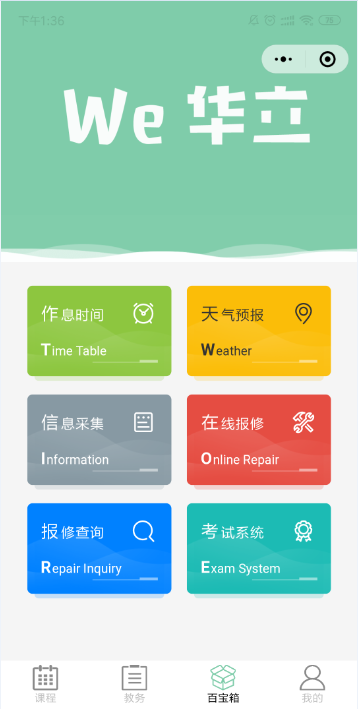 下午1:36
We 华立
作息时间
Time Table
天气预报
Weather
信息采集
Information
在线报修
Online Repair
报修查询
Repair Inquiry
考试系统
Exam System
课程
教务
百宝箱
我的